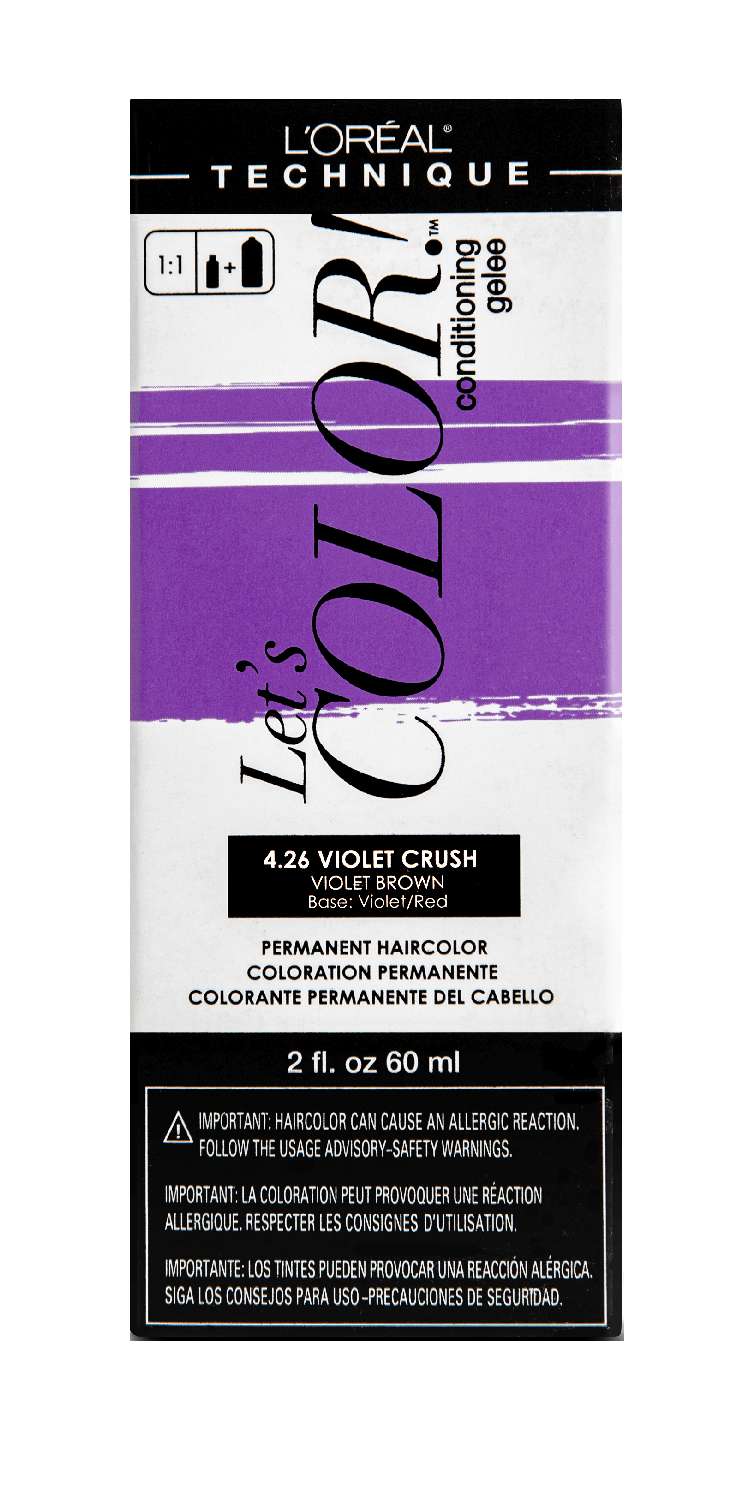 L'ORÉAL®
TECHNIQUE
1:1
+
Let's
COLOR!™
conditioning
gelee
4.26 VIOLET CRUSH
VIOLET BROWN
Base: Violet/Red
PERMANENT HAIRCOLOR
COLORATION PERMANENTE
COLORANTE PERMANENTE DEL CABELLO
2 fl. oz 60 ml
IMPORTANT: HAIRCOLOR CAN CAUSE AN ALLERGIC REACTION.
FOLLOW THE USAGE ADVISORY-SAFETY WARNINGS.
IMPORTANT: LA COLORATION PEUT PROVOQUER UNE RÉACTION
ALLERGIQUE. RESPECTER LES CONSIGNES D'UTILISATION.
IMPORTANTE: LOS TINTES PUEDEN PROVOCAR UNA REACCIÓN ALÉRGICA.
SIGA LOS CONSEJOS PARA USO -PRECAUCIONES DE SEGURIDAD.